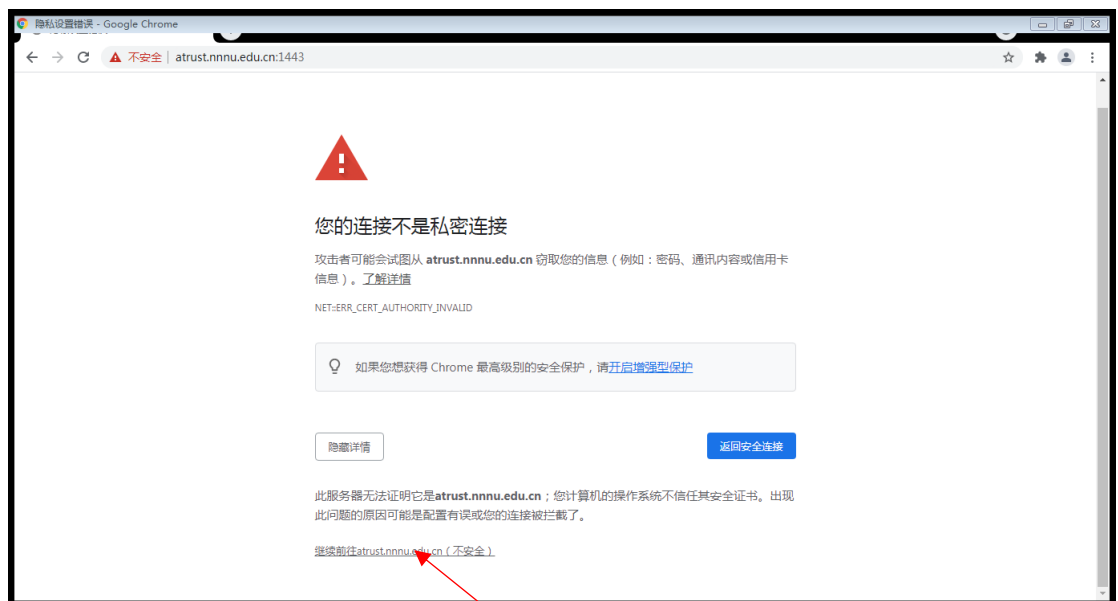 隐私设置错误 - Google Chrome
不安全 | atrust.nnnu.edu.cn:1443
您的连接不是私密连接
攻击者可能会试图从 atrust.nnnu.edu.cn 窃取您的信息（例如：密码、通讯内容或信用卡
信息）。了解详情
NET::ERR_CERT_AUTHORITY_INVALID
如果您想获得 Chrome 最高级别的安全保护，请开启增强型保护
隐藏详情
返回安全连接
此服务器无法证明它是atrust.nnnu.edu.cn；您计算机的操作系统不信任其安全证书。出现
此问题的原因可能是配置有误或您的连接被拦截了。
继续前往atrust.nnnu.edu.cn（不安全）